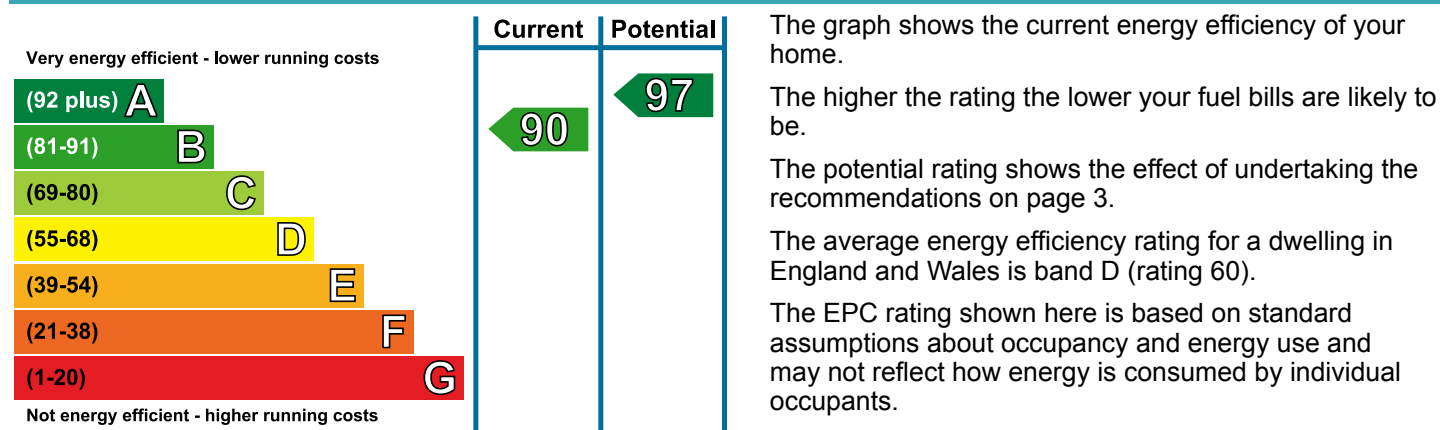 Current Potential
Very energy efficient - lower running costs
(92 plus) A
(81-91) B
(69-80) C
(55-68) D
(39-54) E
(21-38) F
(1-20) G
Not energy efficient - higher running costs
90
97
The graph shows the current energy efficiency of your
home.
The higher the rating the lower your fuel bills are likely to
be.
The potential rating shows the effect of undertaking the
recommendations on page 3.
The average energy efficiency rating for a dwelling in
England and Wales is band D (rating 60).
The EPC rating shown here is based on standard
assumptions about occupancy and energy use and
may not reflect how energy is consumed by individual
occupants.